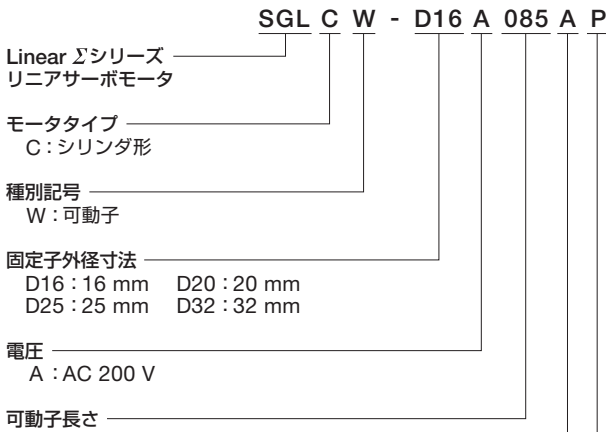 SGL C W - D16 A 085 A P
Linear Σシリーズ
リニアサーボモータ
モータタイプ
C：シリンダ形
種別記号
W：可動子
固定子外径寸法
D16：16 mm D20：20 mm
D25：25 mm D32：32 mm
電圧
A：AC 200 V
可動子長さ